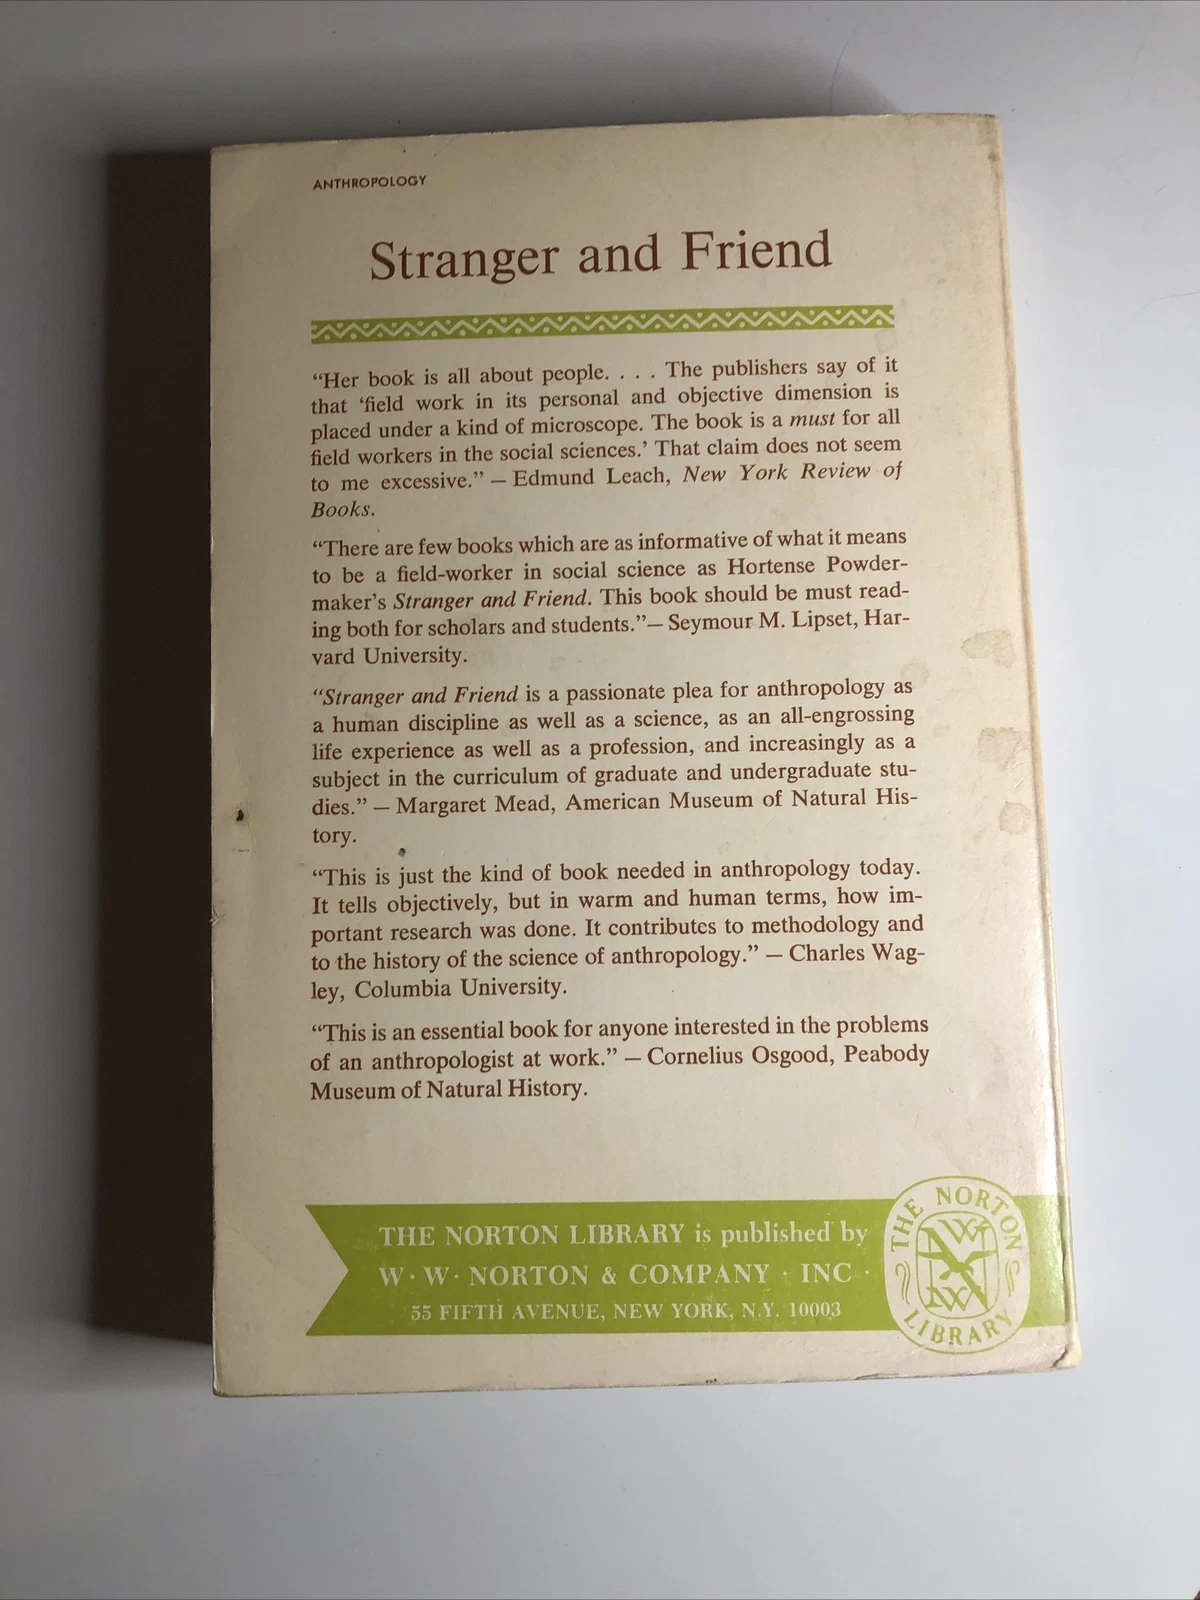 ANTHROPOLOGY
Stranger and Friend
“Her book is all about people. . . . The publishers say of it
that ‘field work in its personal and objective dimension is
placed under a kind of microscope. The book is a must for all
field workers in the social sciences.’ That claim does not seem
to me excessive.” — Edmund Leach, New York Review of
Books.
“There are few books which are as informative of what it means
to be a field-worker in social science as Hortense Powder-
maker’s Stranger and Friend. This book should be must read-
ing both for scholars and students.”— Seymour M. Lipset, Har-
vard University.
“Stranger and Friend is a passionate plea for anthropology as
a human discipline as well as a science, as an all-engrossing
life experience as well as a profession, and increasingly as a
subject in the curriculum of graduate and undergraduate stu-
dies.” — Margaret Mead, American Museum of Natural His-
tory.
“This is just the kind of book needed in anthropology today.
It tells objectively, but in warm and human terms, how im-
portant research was done. It contributes to methodology and
to the history of the science of anthropology.” — Charles Wag-
ley, Columbia University.
“This is an essential book for anyone interested in the problems
of an anthropologist at work.” — Cornelius Osgood, Peabody
Museum of Natural History.
THE NORTON LIBRARY is published by
W · W · NORTON & COMPANY · INC ·
55 FIFTH AVENUE, NEW YORK, N.Y. 10003
THE NORTON
WW
NW
LIBRARY